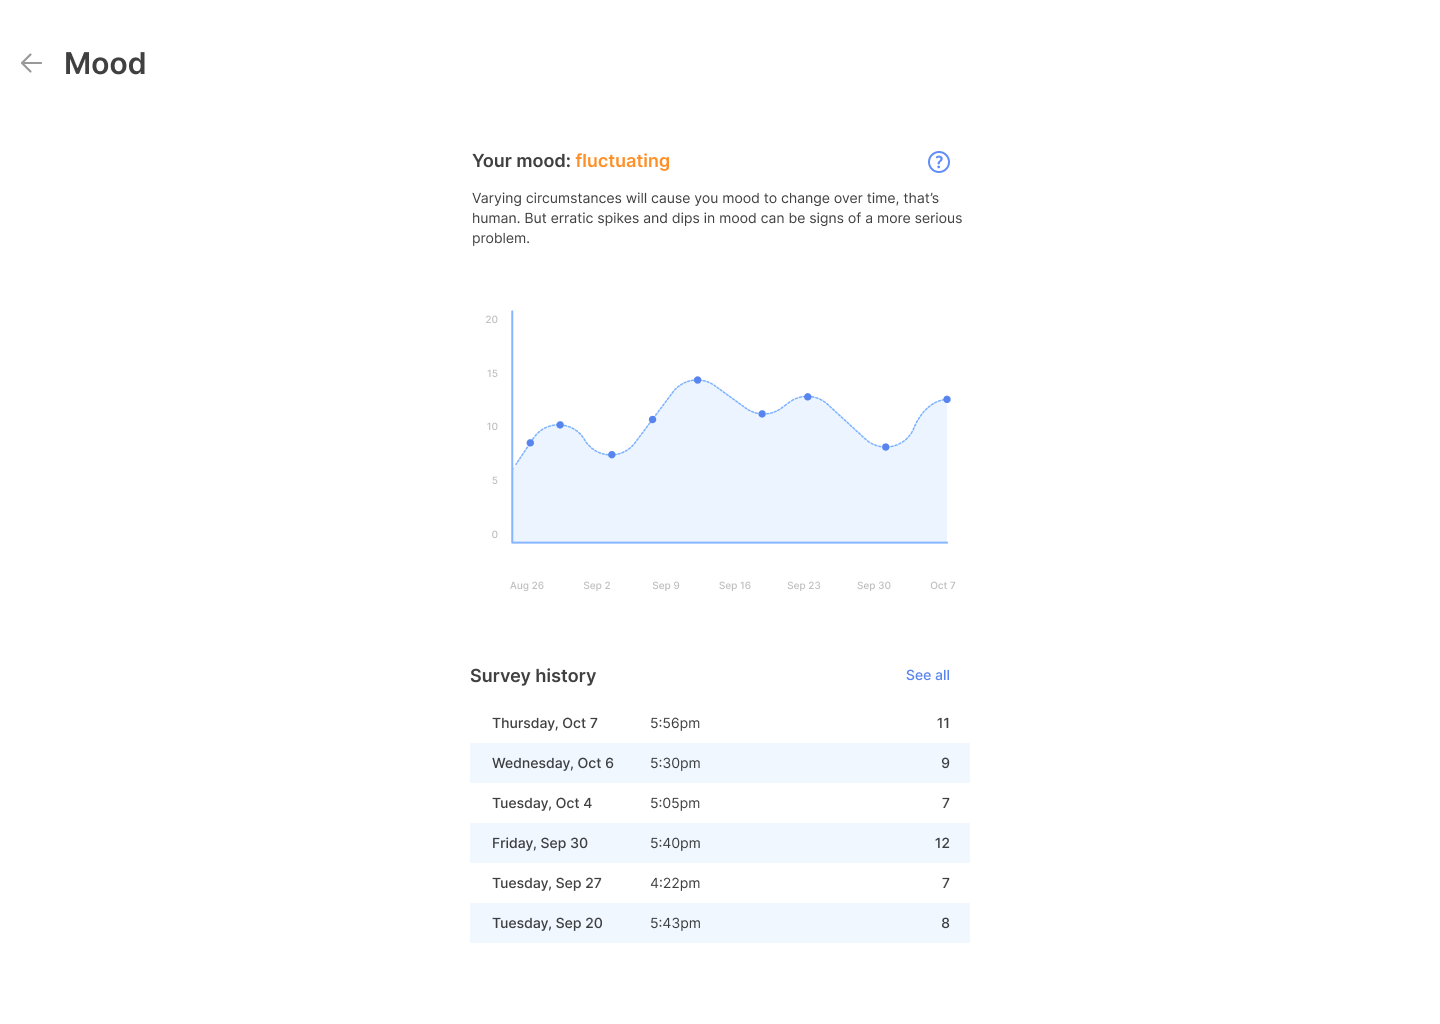 Mood
Your mood: fluctuating
?
Varying circumstances will cause you mood to change over time, that's
human. But erratic spikes and dips in mood can be signs of a more serious
problem.
20
15
10
5
0
Aug 26 Sep 2 Sep 9 Sep 16 Sep 23 Sep 30 Oct 7
Survey history See all
Thursday, Oct 7 5:56pm 11
Wednesday, Oct 6 5:30pm 9
Tuesday, Oct 4 5:05pm 7
Friday, Sep 30 5:40pm 12
Tuesday, Sep 27 4:22pm 7
Tuesday, Sep 20 5:43pm 8